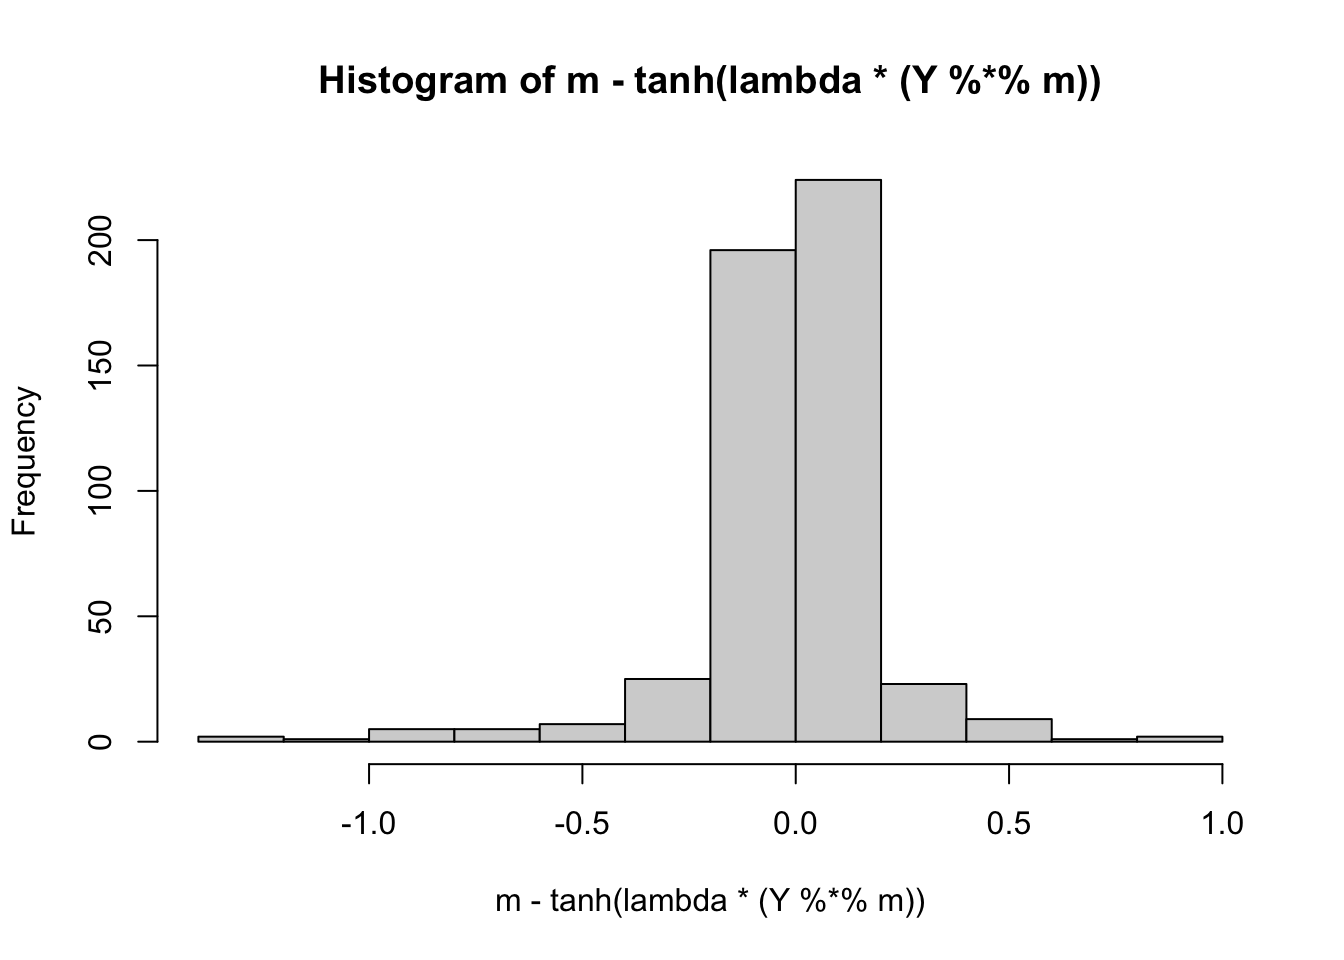 Histogram of m - tanh(lambda * (Y %*% m))
Frequency
200
150
100
50
0
-1.0 -0.5 0.0 0.5 1.0
m - tanh(lambda * (Y %*% m))